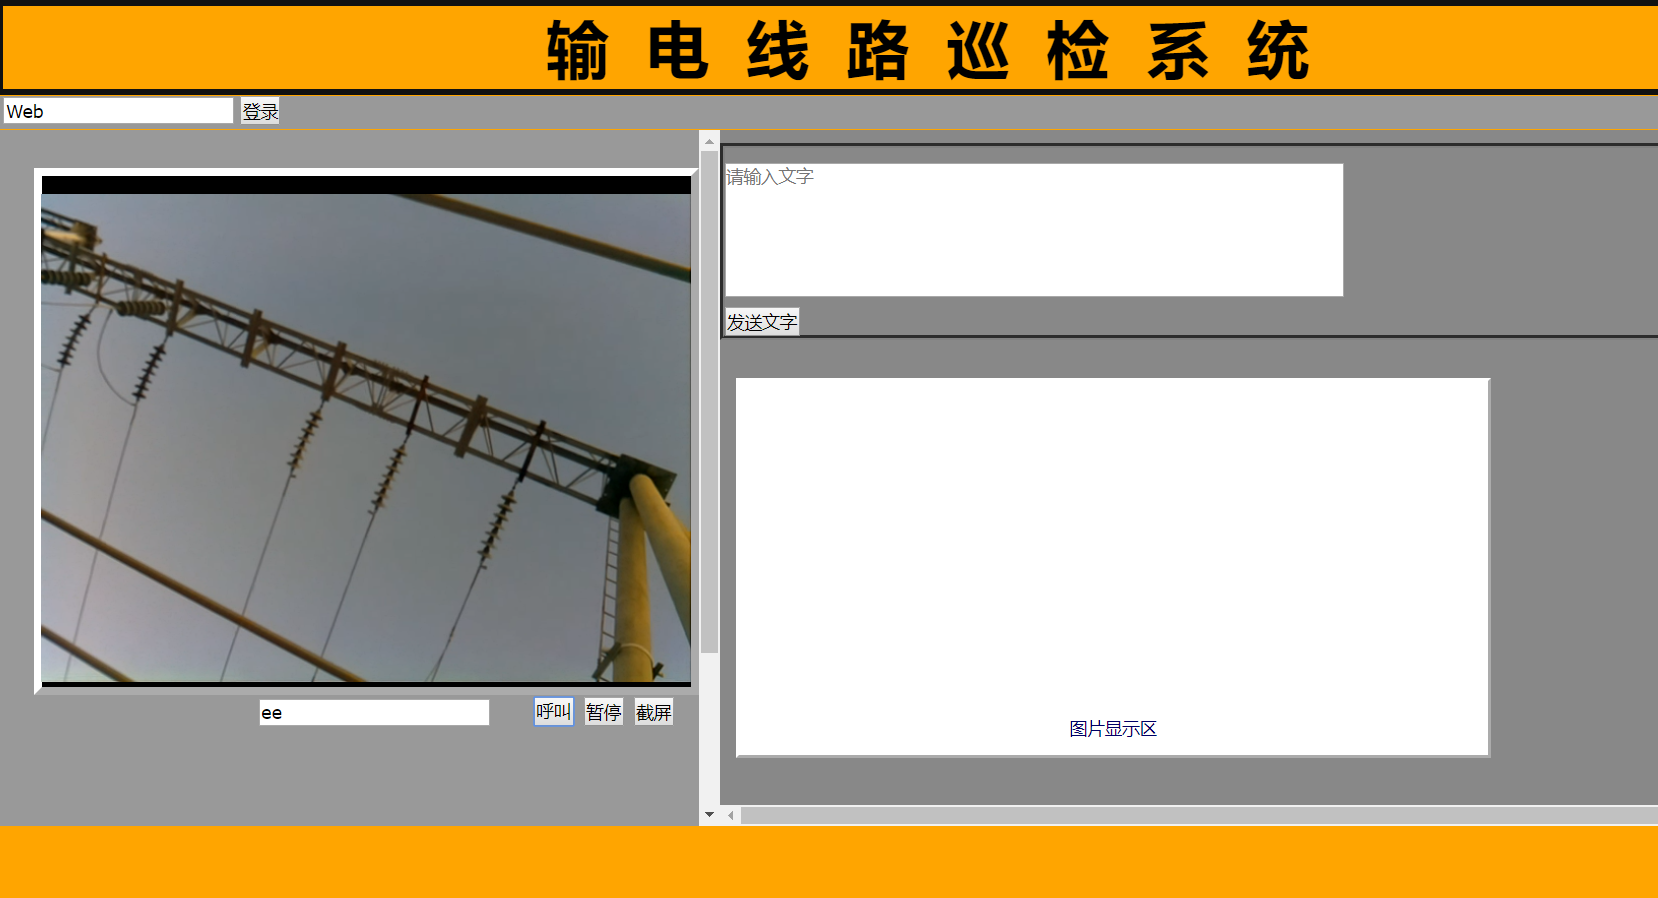 输电线路巡检系统
Web 登录
请输入文字
发送文字
ee 呼叫 暂停 截屏
图片显示区